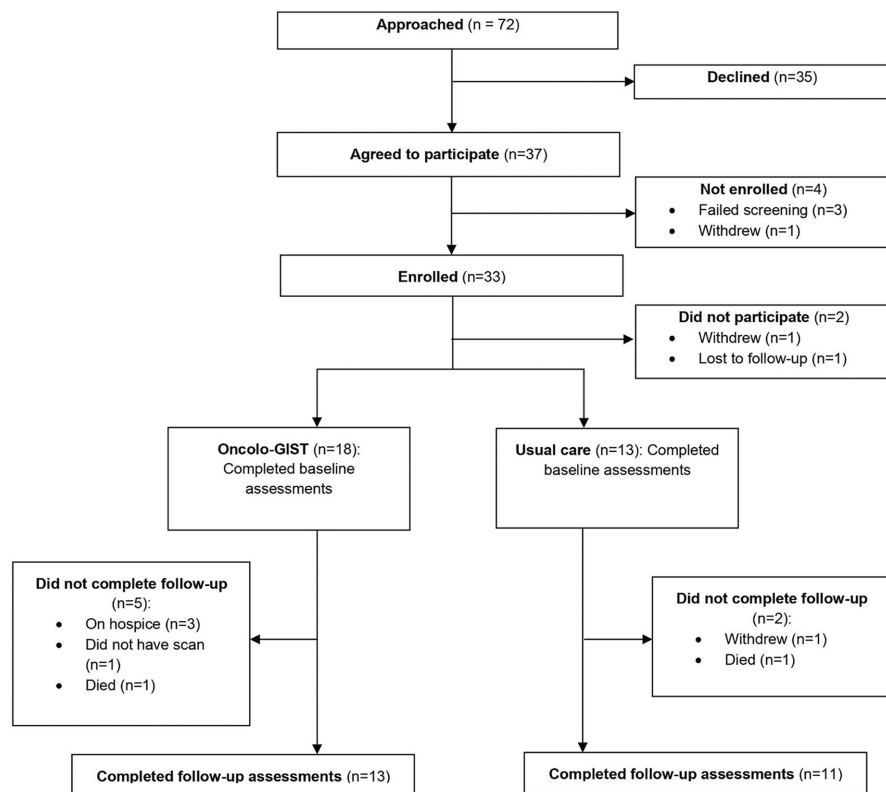 Approached (n = 72)
Declined (n=35)
Agreed to participate (n=37)
Not enrolled (n=4)
• Failed screening (n=3)
• Withdrew (n=1)
Enrolled (n=33)
Did not participate (n=2)
• Withdrew (n=1)
• Lost to follow-up (n=1)
Oncolo-GIST (n=18):
Completed baseline
assessments
Usual care (n=13): Completed
baseline assessments
Did not complete follow-up
(n=5):
• On hospice (n=3)
• Did not have scan
(n=1)
• Died (n=1)
Did not complete follow-up
(n=2):
• Withdrew (n=1)
• Died (n=1)
Completed follow-up assessments (n=13)
Completed follow-up assessments (n=11)